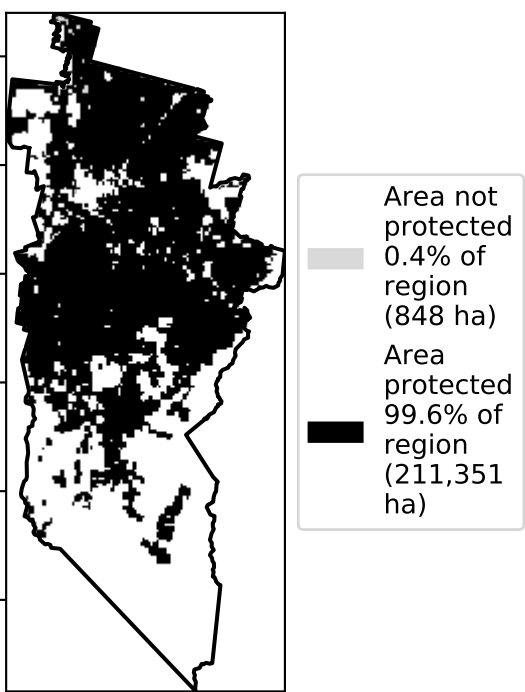 Area not
protected
0.4% of
region
(848 ha)
Area
protected
99.6% of
region
(211,351
ha)